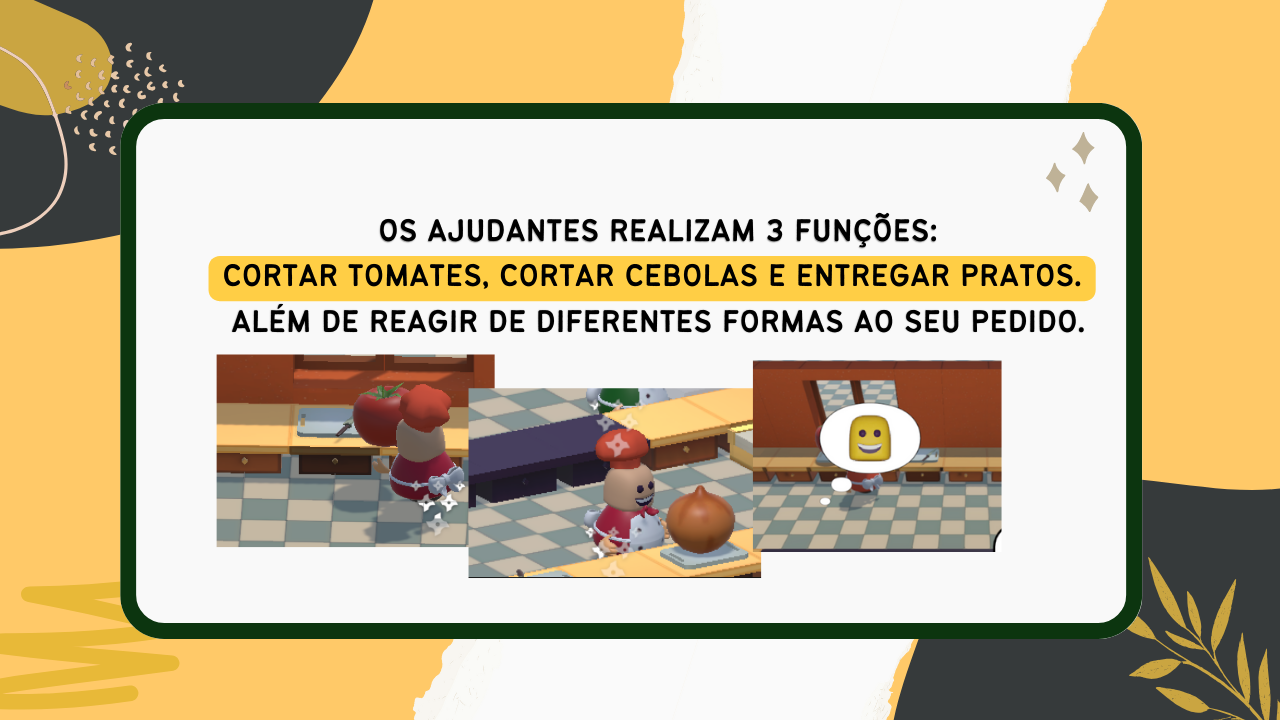 OS AJUDANTES REALIZAM 3 FUNÇÕES:
CORTAR TOMATES, CORTAR CEBOLAS E ENTREGAR PRATOS.
ALÉM DE REAGIR DE DIFERENTES FORMAS AO SEU PEDIDO.